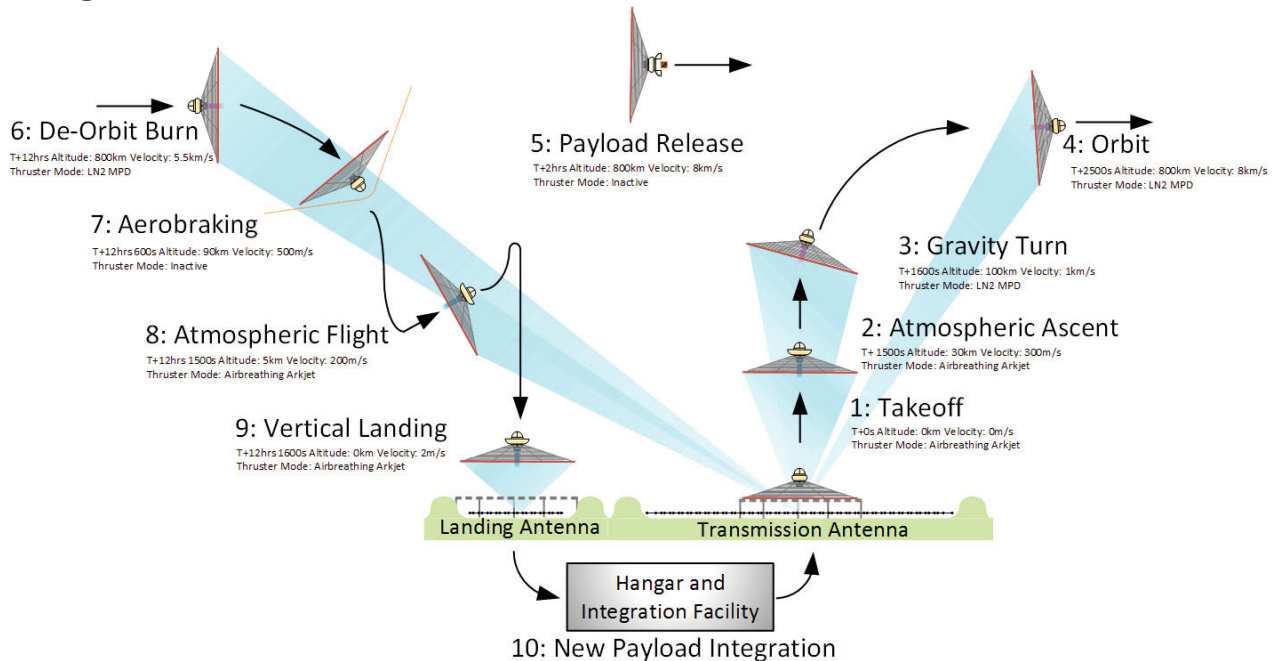 6: De-Orbit Burn
T+12hrs Altitude: 800km Velocity: 5.5km/s
Thruster Mode: LN2 MPD
5: Payload Release
T+2hrs Altitude: 800km Velocity: 8km/s
Thruster Mode: Inactive
4: Orbit
T+2500s Altitude: 800km Velocity: 8km/s
Thruster Mode: LN2 MPD
7: Aerobraking
T+12hrs 600s Altitude: 90km Velocity: 500m/s
Thruster Mode: Inactive
3: Gravity Turn
T+1600s Altitude: 100km Velocity: 1km/s
Thruster Mode: LN2 MPD
8: Atmospheric Flight
T+12hrs 1500s Altitude: 5km Velocity: 200m/s
Thruster Mode: Airbreathing Arkjet
2: Atmospheric Ascent
T+ 1500s Altitude: 30km Velocity: 300m/s
Thruster Mode: Airbreathing Arkjet
9: Vertical Landing
T+12hrs 1600s Altitude: 0km Velocity: 2m/s
Thruster Mode: Airbreathing Arkjet
1: Takeoff
T+0s Altitude: 0km Velocity: 0m/s
Thruster Mode: Airbreathing Arkjet
Landing Antenna
Transmission Antenna
Hangar and
Integration Facility
10: New Payload Integration